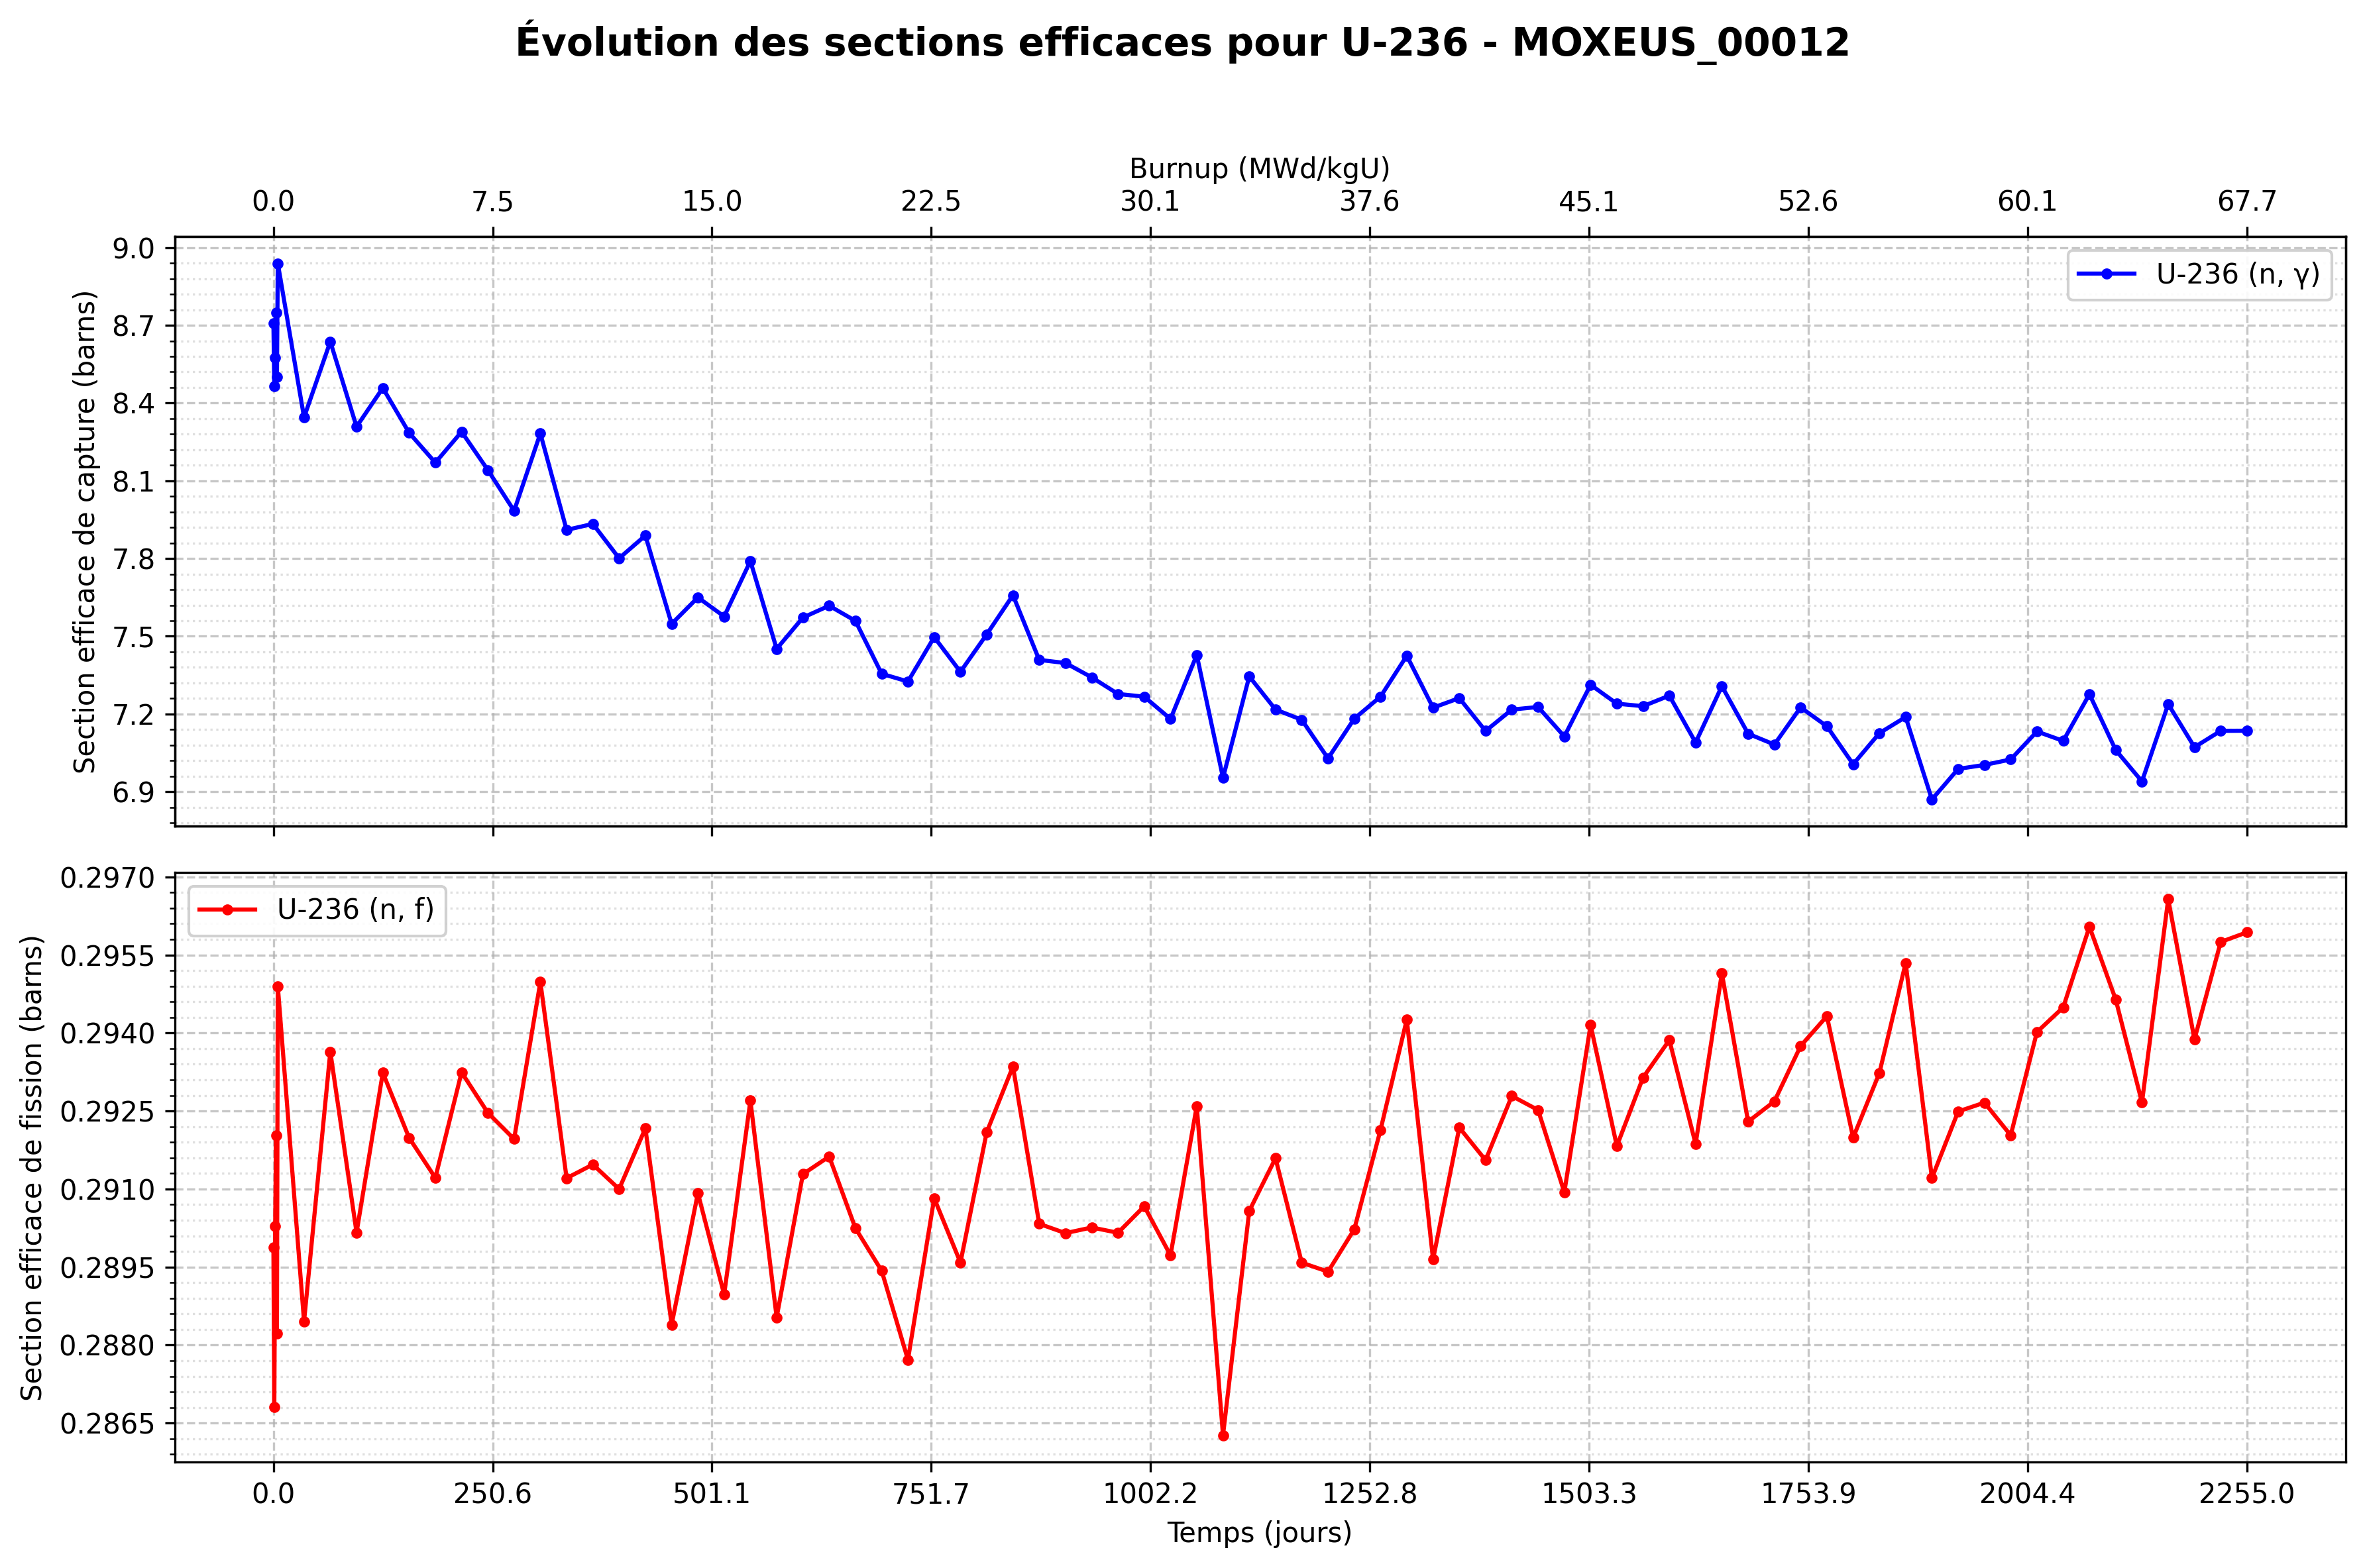 Évolution des sections efficaces pour U-236 - MOXEUS_00012
Burnup (MWd/kgU)
0.0 7.5 15.0 22.5 30.1 37.6 45.1 52.6 60.1 67.7
Section efficace de capture (barns)
9.0
8.7
8.4
8.1
7.8
7.5
7.2
6.9
U-236 (n, γ)
Section efficace de fission (barns)
0.2970
0.2955
0.2940
0.2925
0.2910
0.2895
0.2880
0.2865
U-236 (n, f)
0.0 250.6 501.1 751.7 1002.2 1252.8 1503.3 1753.9 2004.4 2255.0
Temps (jours)